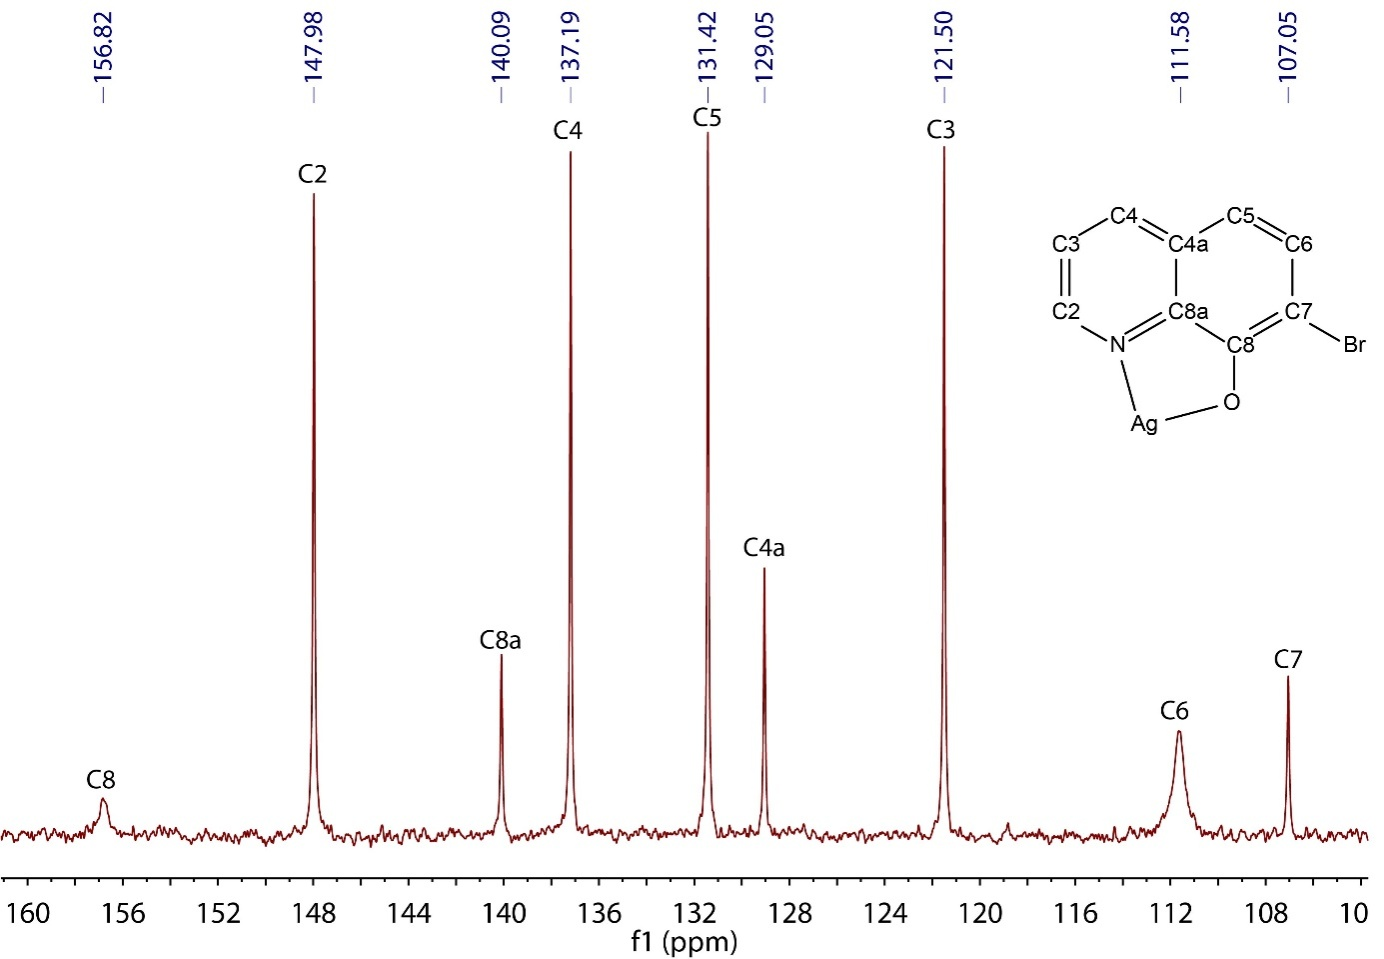 156.82
147.98
140.09
137.19
131.42
129.05
121.50
111.58
107.05
C8
C2
C8a
C4
C5
C4a
C3
C6
C7
C4 C5
C3 C4a C6
C2 C8a C7
N C8 Br
O
Ag
160 156 152 148 144 140 136 132 128 124 120 116 112 108 10
f1 (ppm)